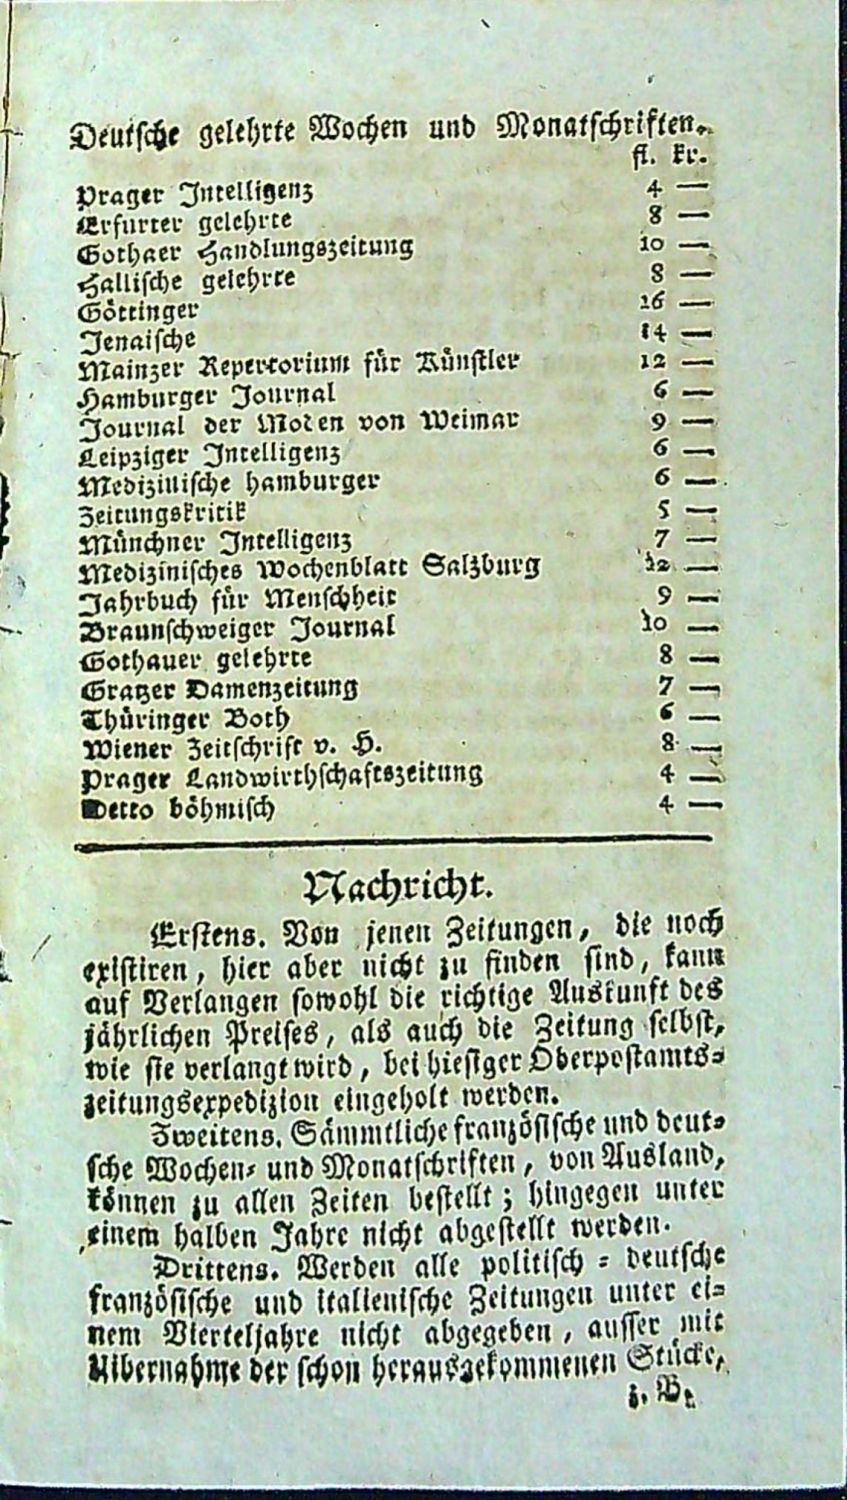 Deutsche gelehrte Wochen und Monatschriften.
fl. kr.
Prager Intelligenz 4 —
Erfurter gelehrte 8 —
Gothaer Handlungszeitung 10 —
Hallische gelehrte 8 —
Göttinger 16 —
Jenaische 14 —
Mainzer Repertorium für Künstler 12 —
Hamburger Journal 6 —
Journal der Moden von Weimar 9 —
Leipziger Intelligenz 6 —
Medizinische hamburger 6 —
Zeitungskritik 5 —
Münchner Intelligenz 7 —
Medizinisches Wochenblatt Salzburg 12 —
Jahrbuch für Menschheit 9 —
Braunschweiger Journal 10 —
Gothauer gelehrte 8 —
Gratzer Damenzeitung 7 —
Thüringer Both 6 —
Wiener Zeitschrift v. H. 8 —
Prager Landwirthschaftszeitung 4 —
Detto böhmisch 4 —
Nachricht.
Erstens. Von jenen Zeitungen, die noch
existiren, hier aber nicht zu finden sind, kann
auf Verlangen sowohl die richtige Auskunft des
jährlichen Preises, als auch die Zeitung selbst,
wie sie verlangt wird, bei hiesiger Oberpostamts-
zeitungsexpedizion eingeholt werden.
Zweitens. Sämmtliche französische und deut-
sche Wochen- und Monatschriften, von Ausland,
können zu allen Zeiten bestellt; hingegen unter
einem halben Jahre nicht abgestellt werden.
Drittens. Werden alle politisch-deutsche
französische und italienische Zeitungen unter ei-
nem Vierteljahre nicht abgegeben, ausser mit
Uibernahme der schon herausgekommenen Stücke,
z. B.